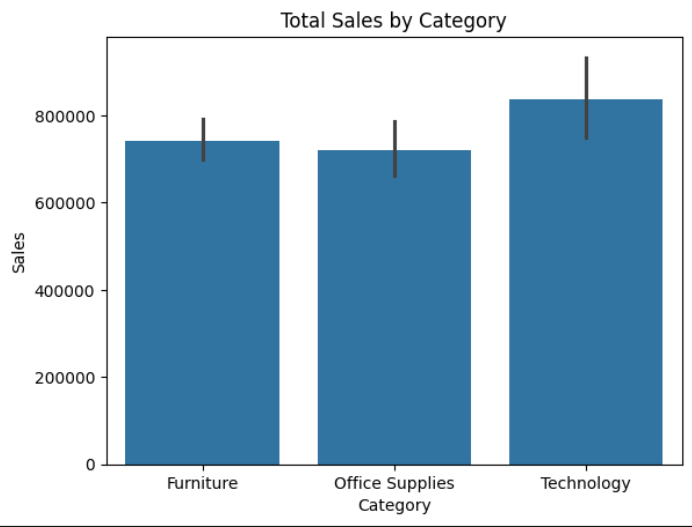 Total Sales by Category
Sales
800000
600000
400000
200000
0
Furniture
Office Supplies
Technology
Category